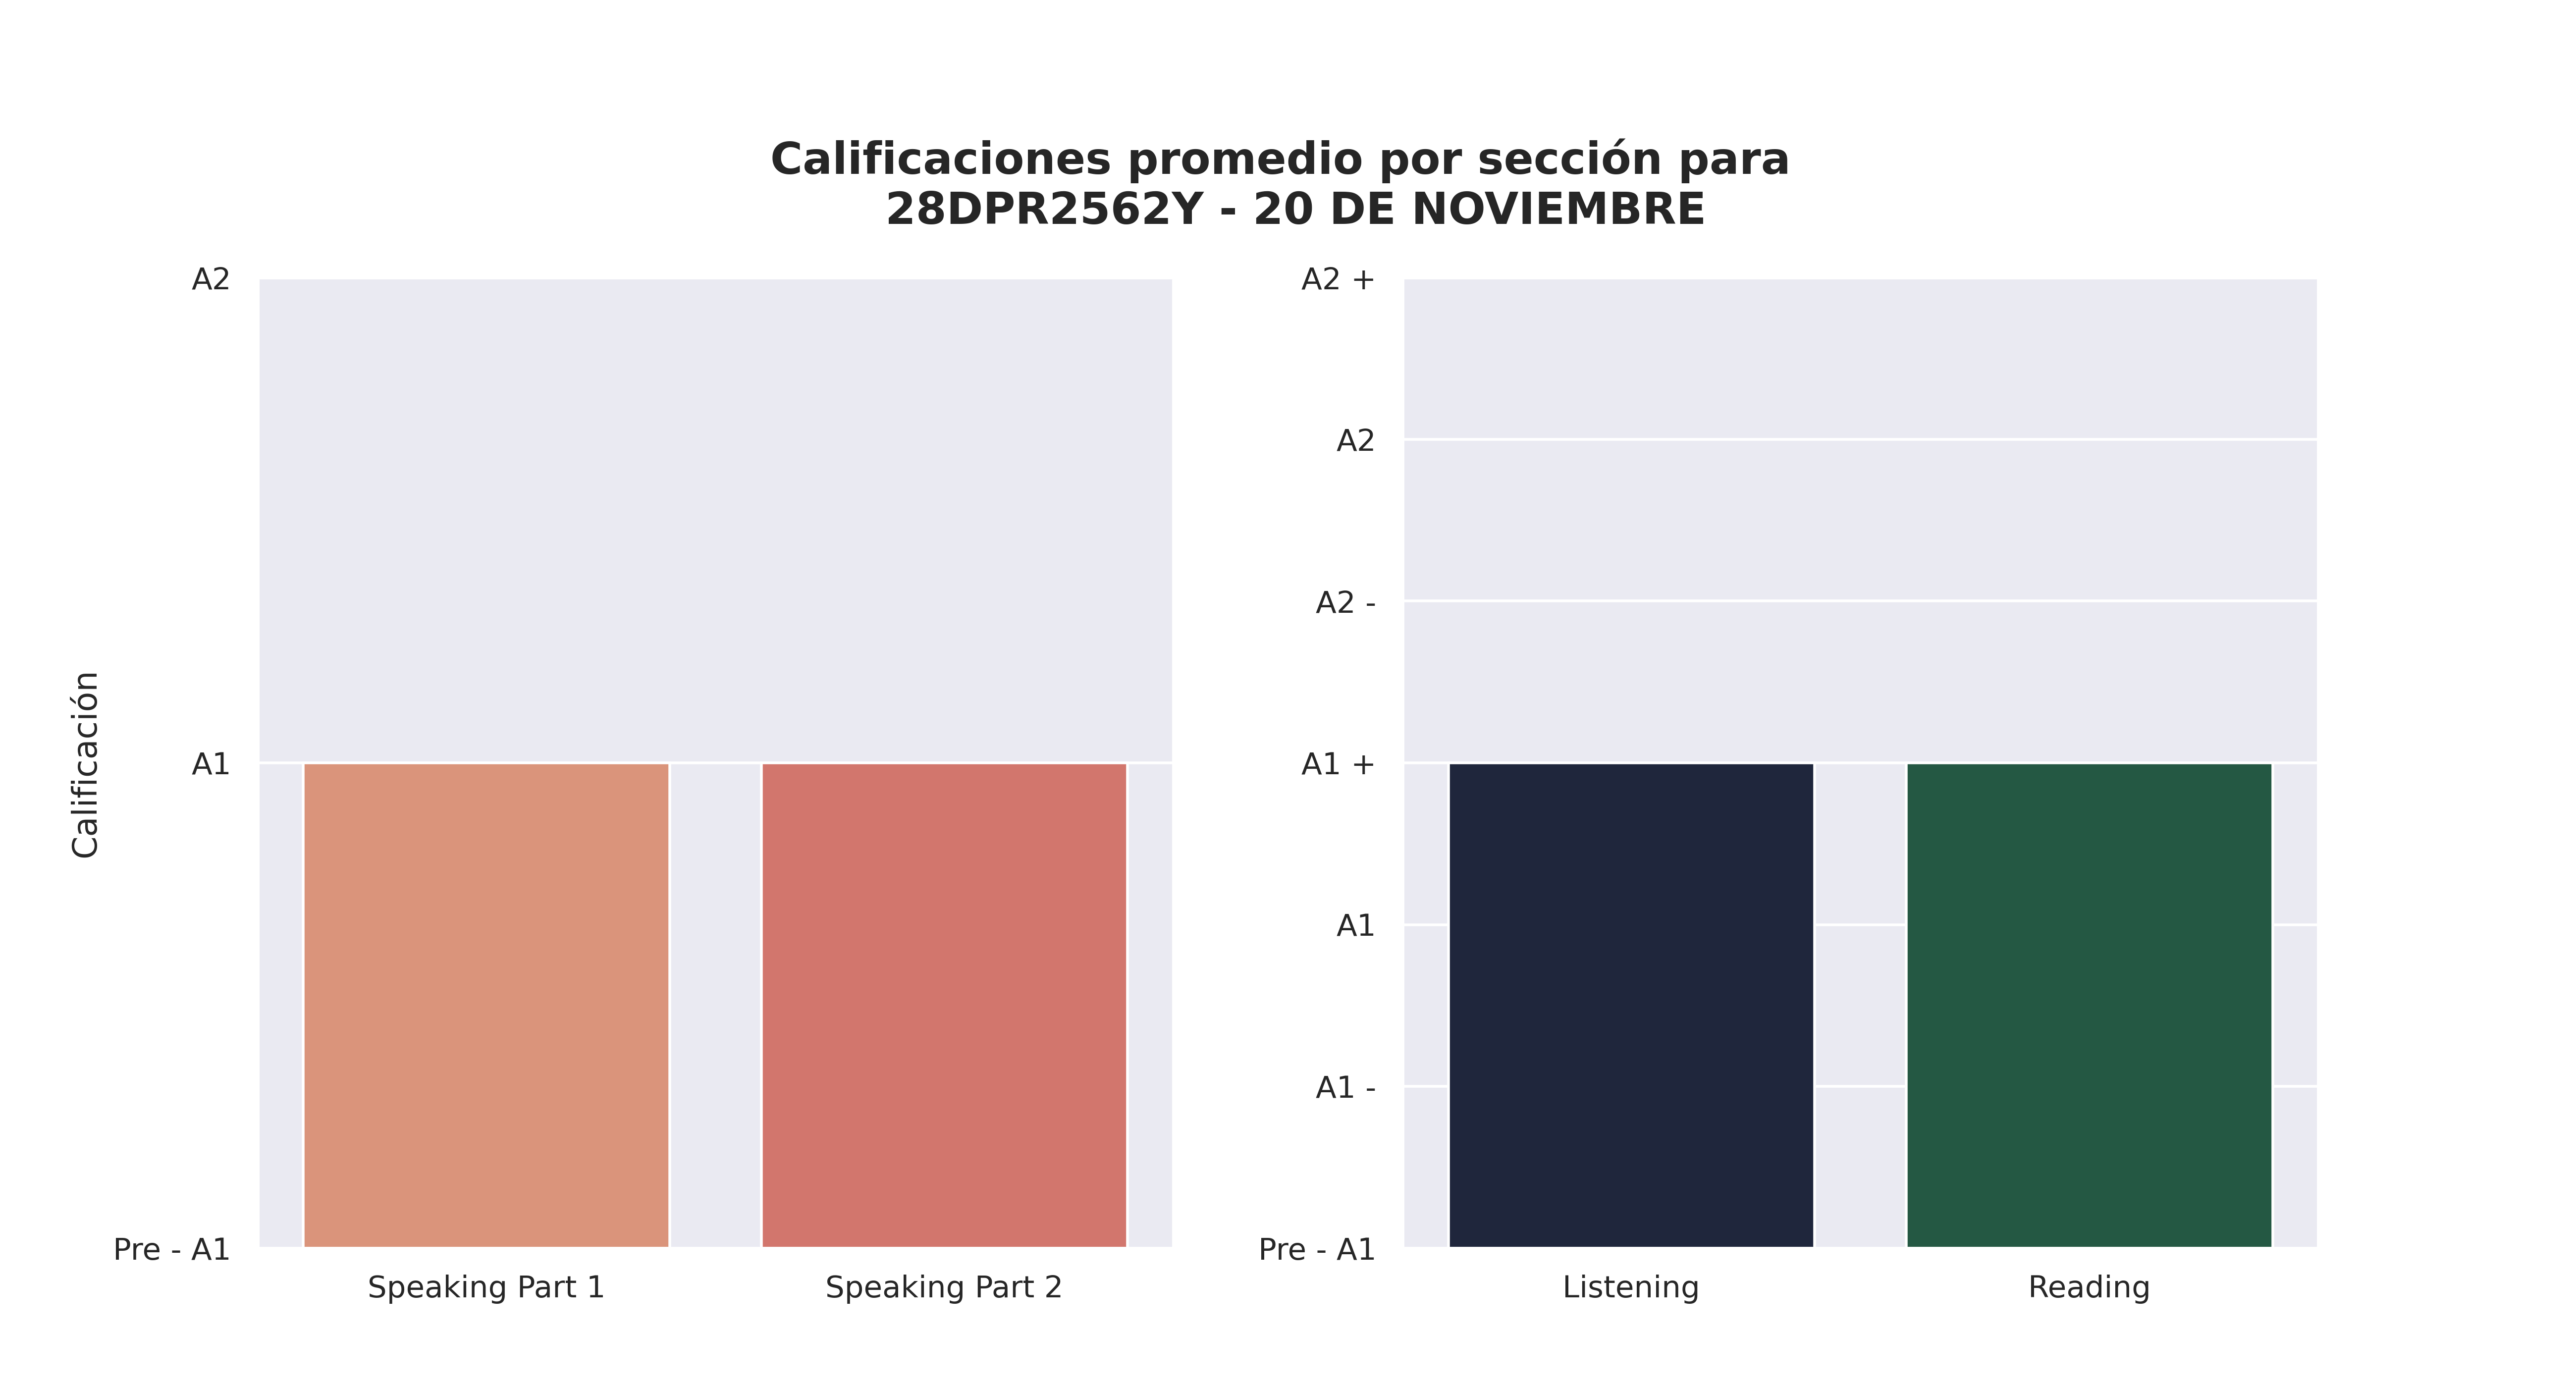 Calificaciones promedio por sección para
28DPR2562Y - 20 DE NOVIEMBRE
Calificación
A2
A1
Pre - A1
Speaking Part 1
Speaking Part 2
A2 +
A2
A2 -
A1 +
A1
A1 -
Pre - A1
Listening
Reading